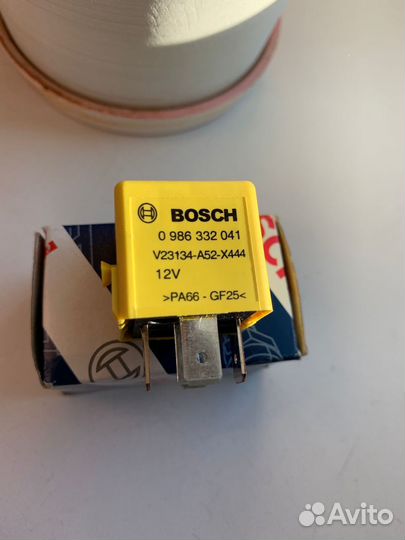 BOSCH
0 986 332 041
V23134-A52-X444
12V
>PA66 - GF25<
Avito